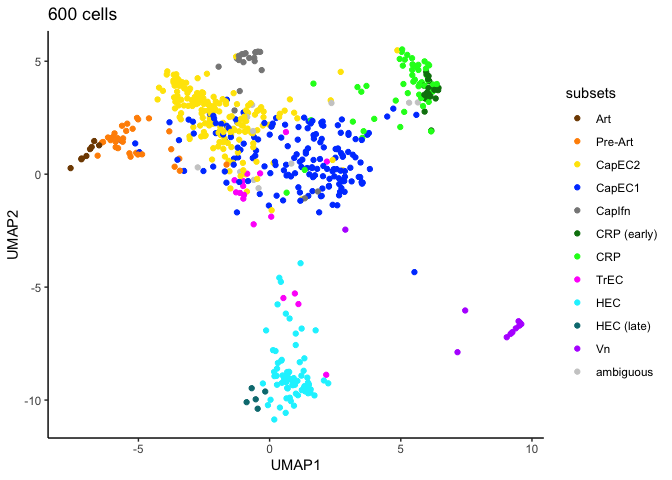 600 cells
UMAP2
5
0
-5
-10
-5
0
5
10
UMAP1
subsets
Art
Pre-Art
CapEC2
CapEC1
CapIfn
CRP (early)
CRP
TrEC
HEC
HEC (late)
Vn
ambiguous